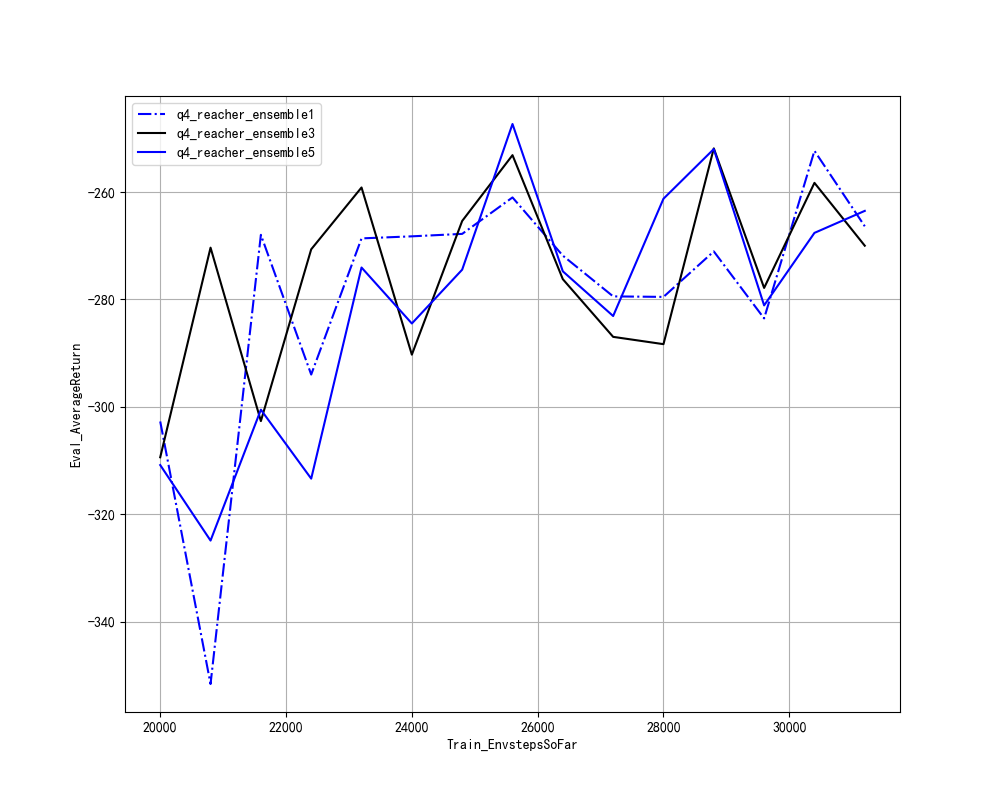 q4_reacher_ensemble1
q4_reacher_ensemble3
q4_reacher_ensemble5
Eval_AverageReturn
−260
−280
−300
−320
−340
20000 22000 24000 26000 28000 30000
Train_EnvstepsSoFar